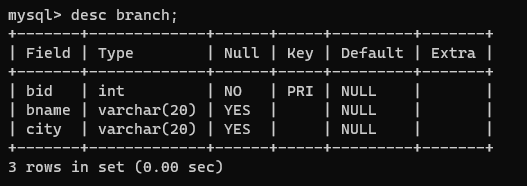 mysql> desc branch;
+-------+-------------+------+-----+---------+-------+
| Field | Type        | Null | Key | Default | Extra |
+-------+-------------+------+-----+---------+-------+
| bid   | int         | NO   | PRI | NULL    |       |
| bname | varchar(20) | YES  |     | NULL    |       |
| city  | varchar(20) | YES  |     | NULL    |       |
+-------+-------------+------+-----+---------+-------+
3 rows in set (0.00 sec)